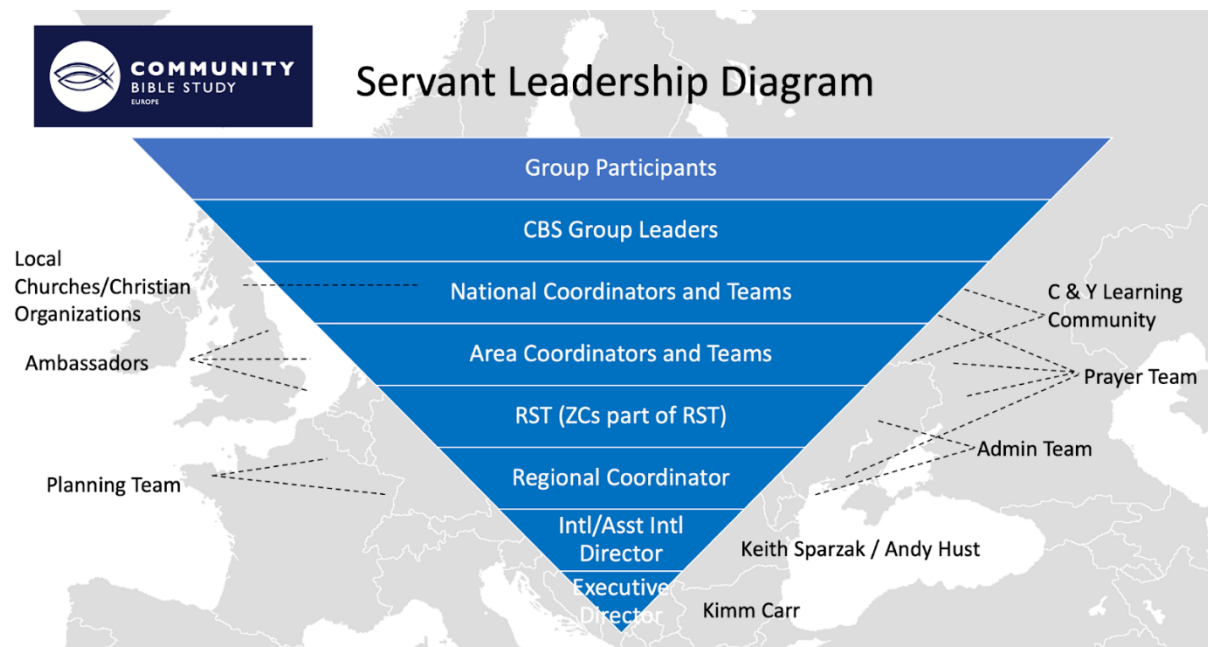 COMMUNITY
BIBLE STUDY
EUROPE
Servant Leadership Diagram
Group Participants
CBS Group Leaders
National Coordinators and Teams
Area Coordinators and Teams
RST (ZCs part of RST)
Regional Coordinator
Intl/Asst Intl
Director
Executive
Director
Local
Churches/Christian
Organizations
Ambassadors
Planning Team
C & Y Learning
Community
Prayer Team
Admin Team
Keith Sparzak / Andy Hust
Kimm Carr